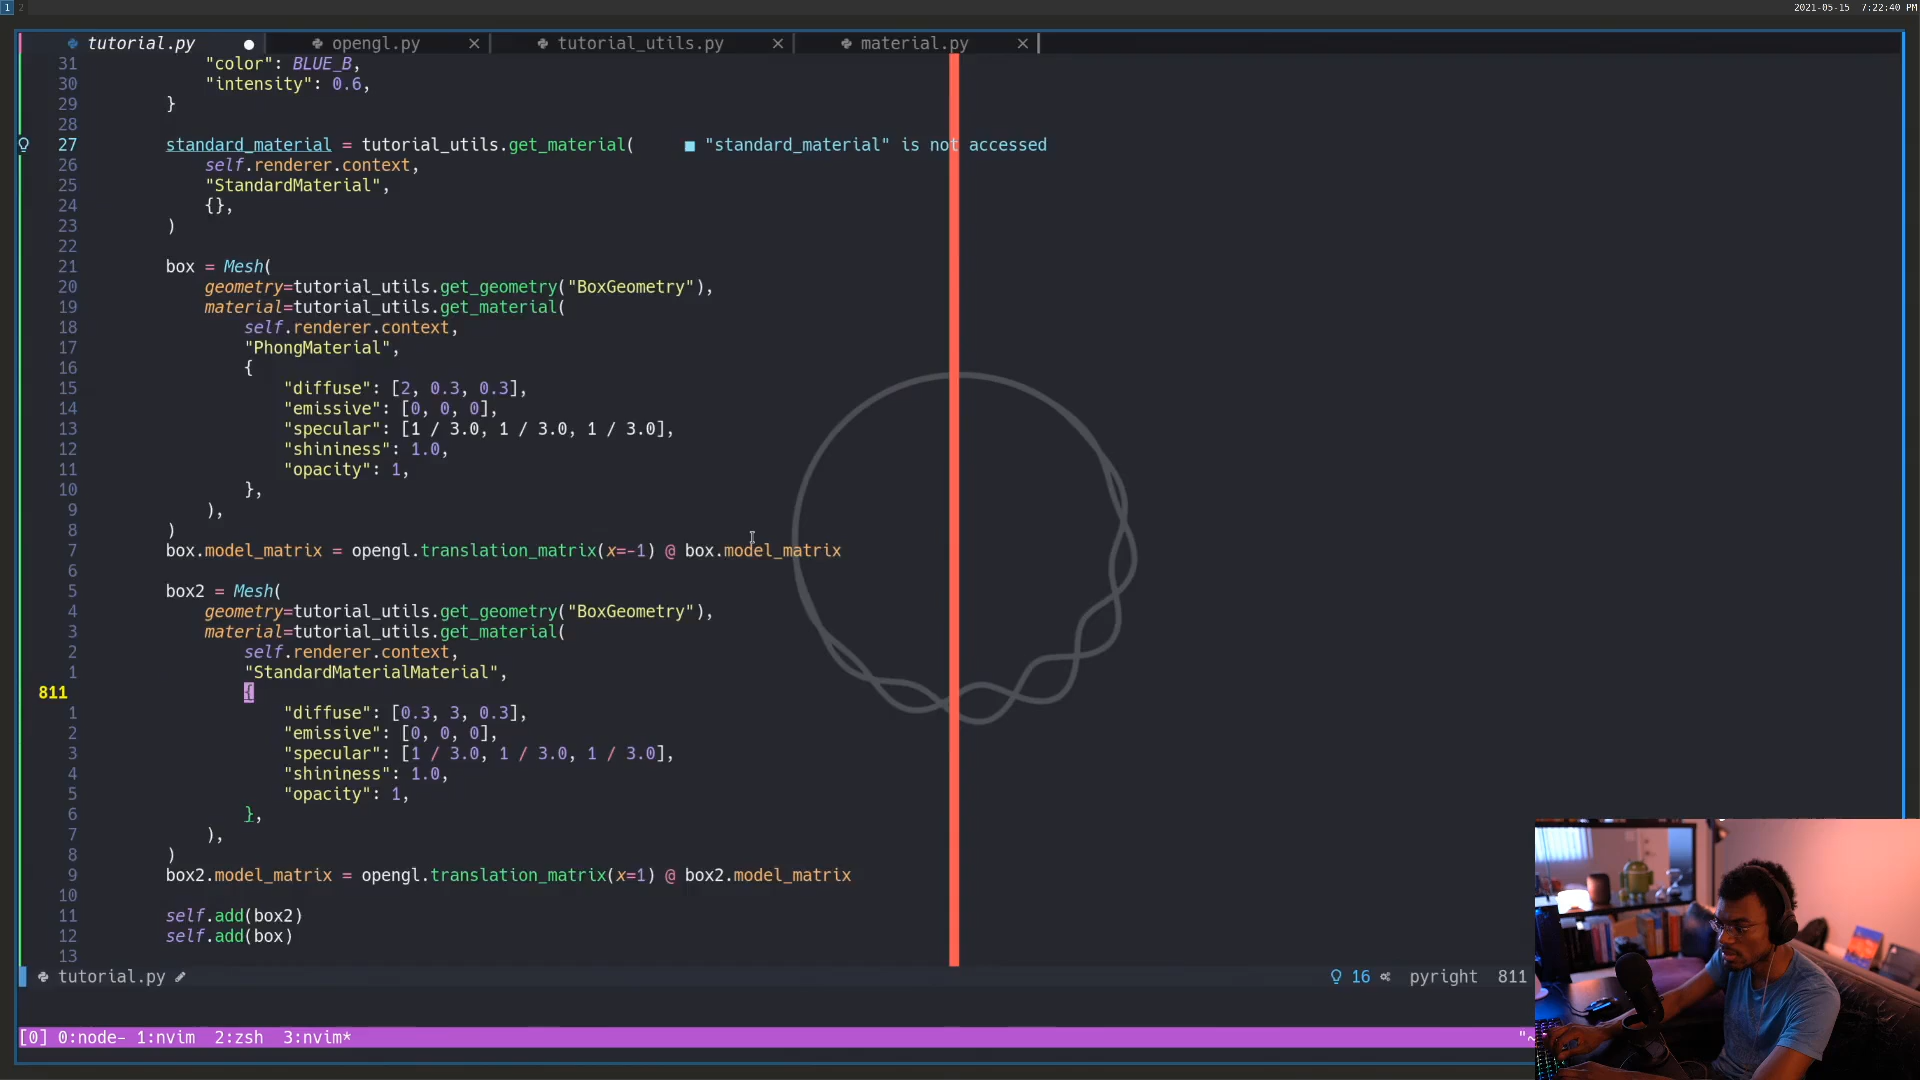 1 2
2021-05-15 7:22:40 PM
tutorial.py ● opengl.py × tutorial_utils.py × material.py ×
31 "color": BLUE_B,
30 "intensity": 0.6,
29 }
28
27 standard_material = tutorial_utils.get_material( ■ "standard_material" is not accessed
26 self.renderer.context,
25 "StandardMaterial",
24 {},
23 )
22
21 box = Mesh(
20 geometry=tutorial_utils.get_geometry("BoxGeometry"),
19 material=tutorial_utils.get_material(
18 self.renderer.context,
17 "PhongMaterial",
16 {
15 "diffuse": [2, 0.3, 0.3],
14 "emissive": [0, 0, 0],
13 "specular": [1 / 3.0, 1 / 3.0, 1 / 3.0],
12 "shininess": 1.0,
11 "opacity": 1,
10 },
9 ),
8 )
7 box.model_matrix = opengl.translation_matrix(x=-1) @ box.model_matrix
6
5 box2 = Mesh(
4 geometry=tutorial_utils.get_geometry("BoxGeometry"),
3 material=tutorial_utils.get_material(
2 self.renderer.context,
1 "StandardMaterialMaterial",
811 {
1 "diffuse": [0.3, 3, 0.3],
2 "emissive": [0, 0, 0],
3 "specular": [1 / 3.0, 1 / 3.0, 1 / 3.0],
4 "shininess": 1.0,
5 "opacity": 1,
6 },
7 ),
8 )
9 box2.model_matrix = opengl.translation_matrix(x=1) @ box2.model_matrix
10
11 self.add(box2)
12 self.add(box)
13
tutorial.py 16 pyright 811
[0] 0:node- 1:nvim 2:zsh 3:nvim* "~